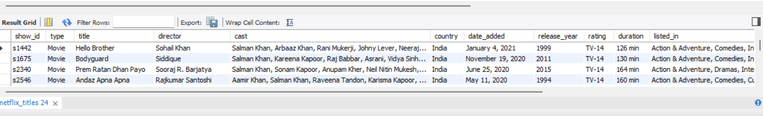 Result Grid Filter Rows: Export: Wrap Cell Content:
show_id type title director cast country date_added release_year rating duration listed_in
s1442 Movie Hello Brother Sohail Khan Salman Khan, Arbaaz Khan, Rani Mukerji, Johny Lever, Neeraj... India January 4, 2021 1999 TV-14 126 min Action & Adventure, Comedies, In
s1675 Movie Bodyguard Siddique Salman Khan, Kareena Kapoor, Raj Babbar, Asrani, Vidya Sinh... India November 19, 2020 2011 TV-14 130 min Action & Adventure, Comedies, In
s2340 Movie Prem Ratan Dhan Payo Sooraj R. Barjatya Salman Khan, Sonam Kapoor, Anupam Kher, Neil Nitin Mukesh,... India June 25, 2020 2015 TV-14 164 min Action & Adventure, Dramas, Inte
s2546 Movie Andaz Apna Apna Rajkumar Santoshi Aamir Khan, Salman Khan, Raveena Tandon, Karisma Kapoor, ... India May 11, 2020 1994 TV-14 160 min Action & Adventure, Comedies, Cu
netflix_titles 24